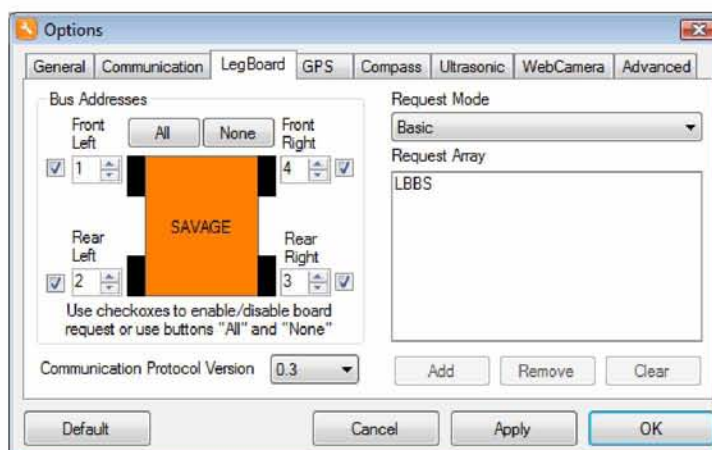 Options
General Communication LegBoard GPS Compass Ultrasonic WebCamera Advanced
Bus Addresses
Front Left
All None
Front Right
1
4
SAVAGE
Rear Left
Rear Right
2
3
Use checkoxes to enable/disable board
request or use buttons "All" and "None"
Communication Protocol Version 0.3
Request Mode
Basic
Request Array
LBBS
Add Remove Clear
Default Cancel Apply OK